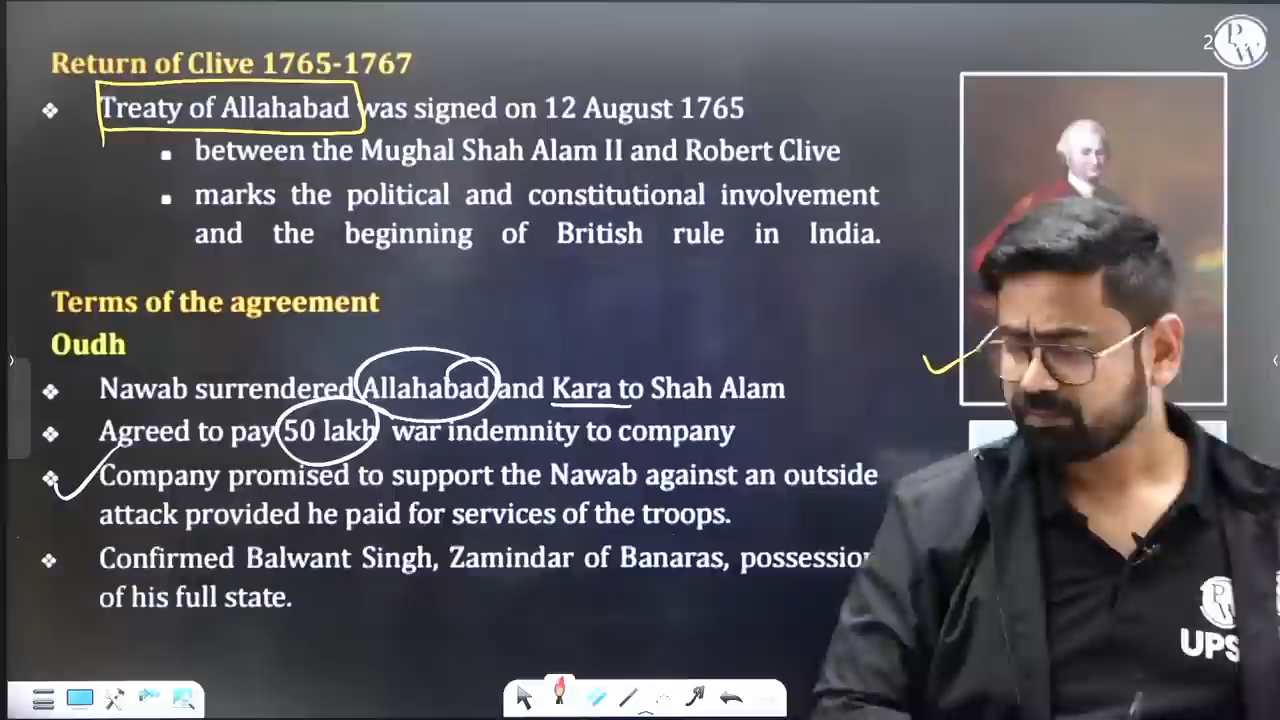 Return of Clive 1765-1767
2
PW
❖ Treaty of Allahabad was signed on 12 August 1765
▪ between the Mughal Shah Alam II and Robert Clive
▪ marks the political and constitutional involvement
and the beginning of British rule in India.
Terms of the agreement
Oudh
❖ Nawab surrendered Allahabad and Kara to Shah Alam
❖ Agreed to pay 50 lakh war indemnity to company
❖ Company promised to support the Nawab against an outside
attack provided he paid for services of the troops.
❖ Confirmed Balwant Singh, Zamindar of Banaras, possession
of his full state.
PW
UPS